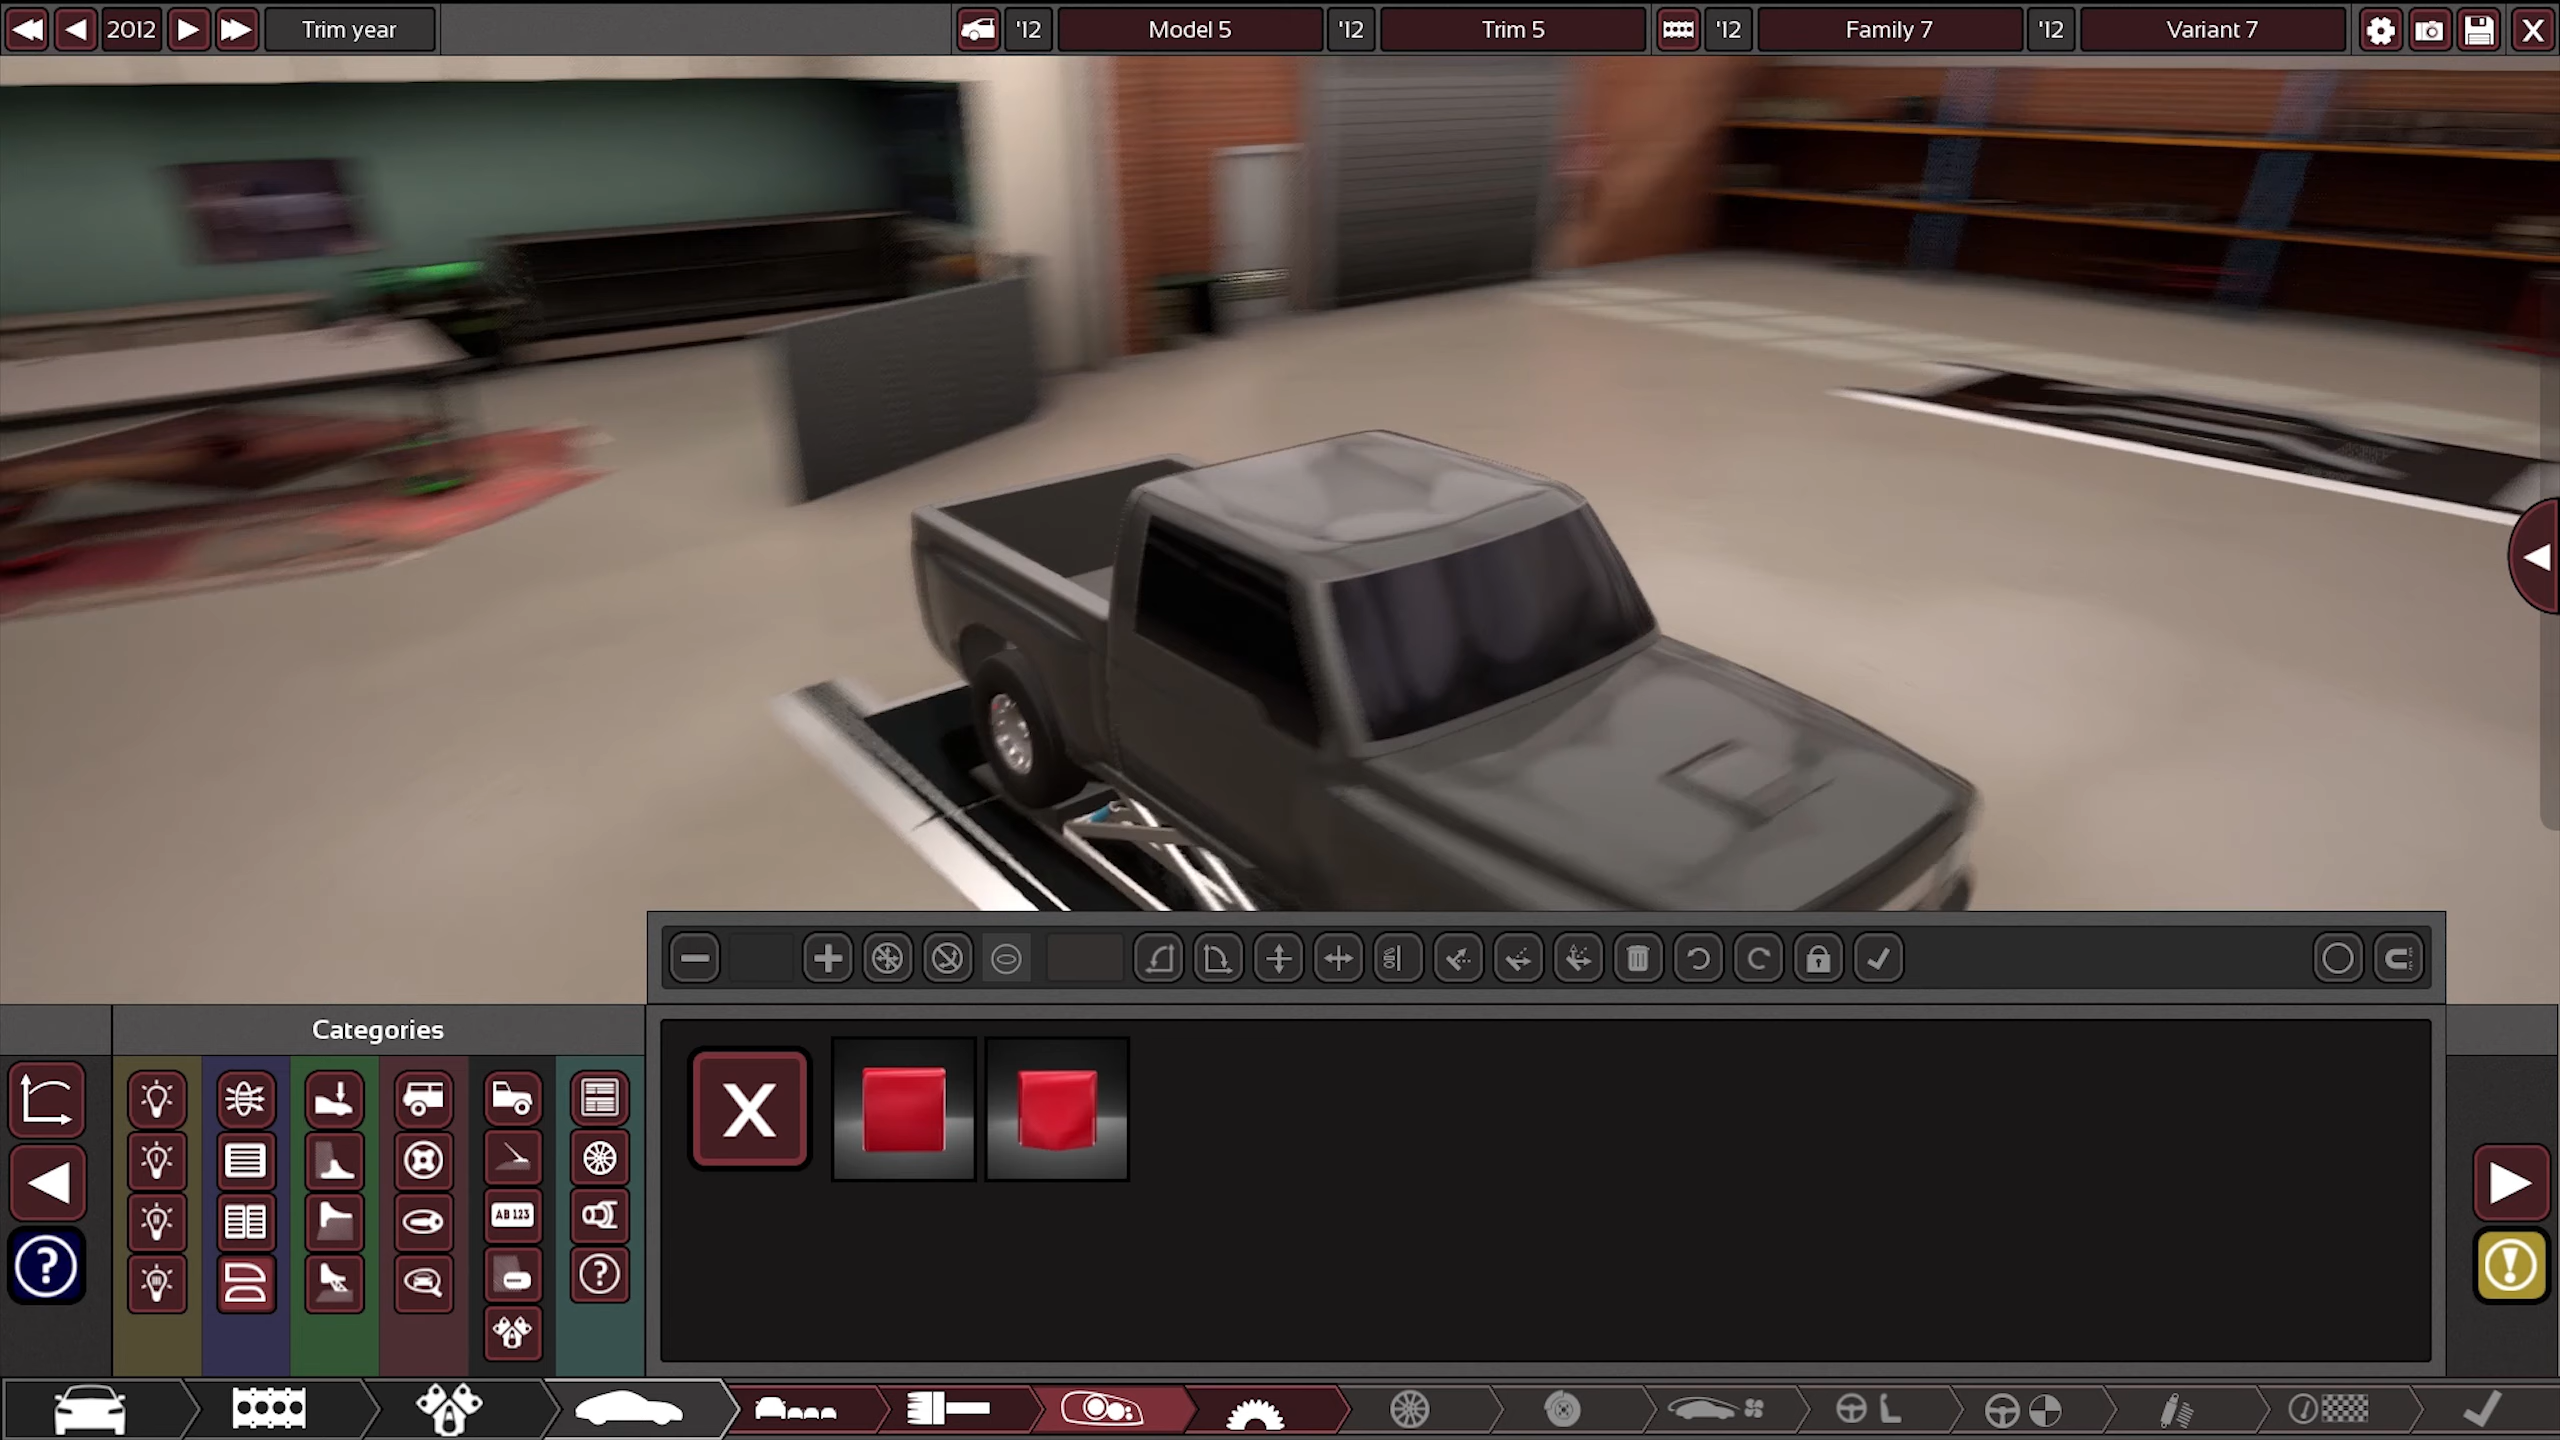 2012 Trim year '12 Model 5 '12 Trim 5 '12 Family 7 '12 Variant 7 X
Categories
X
AB 123
?
?